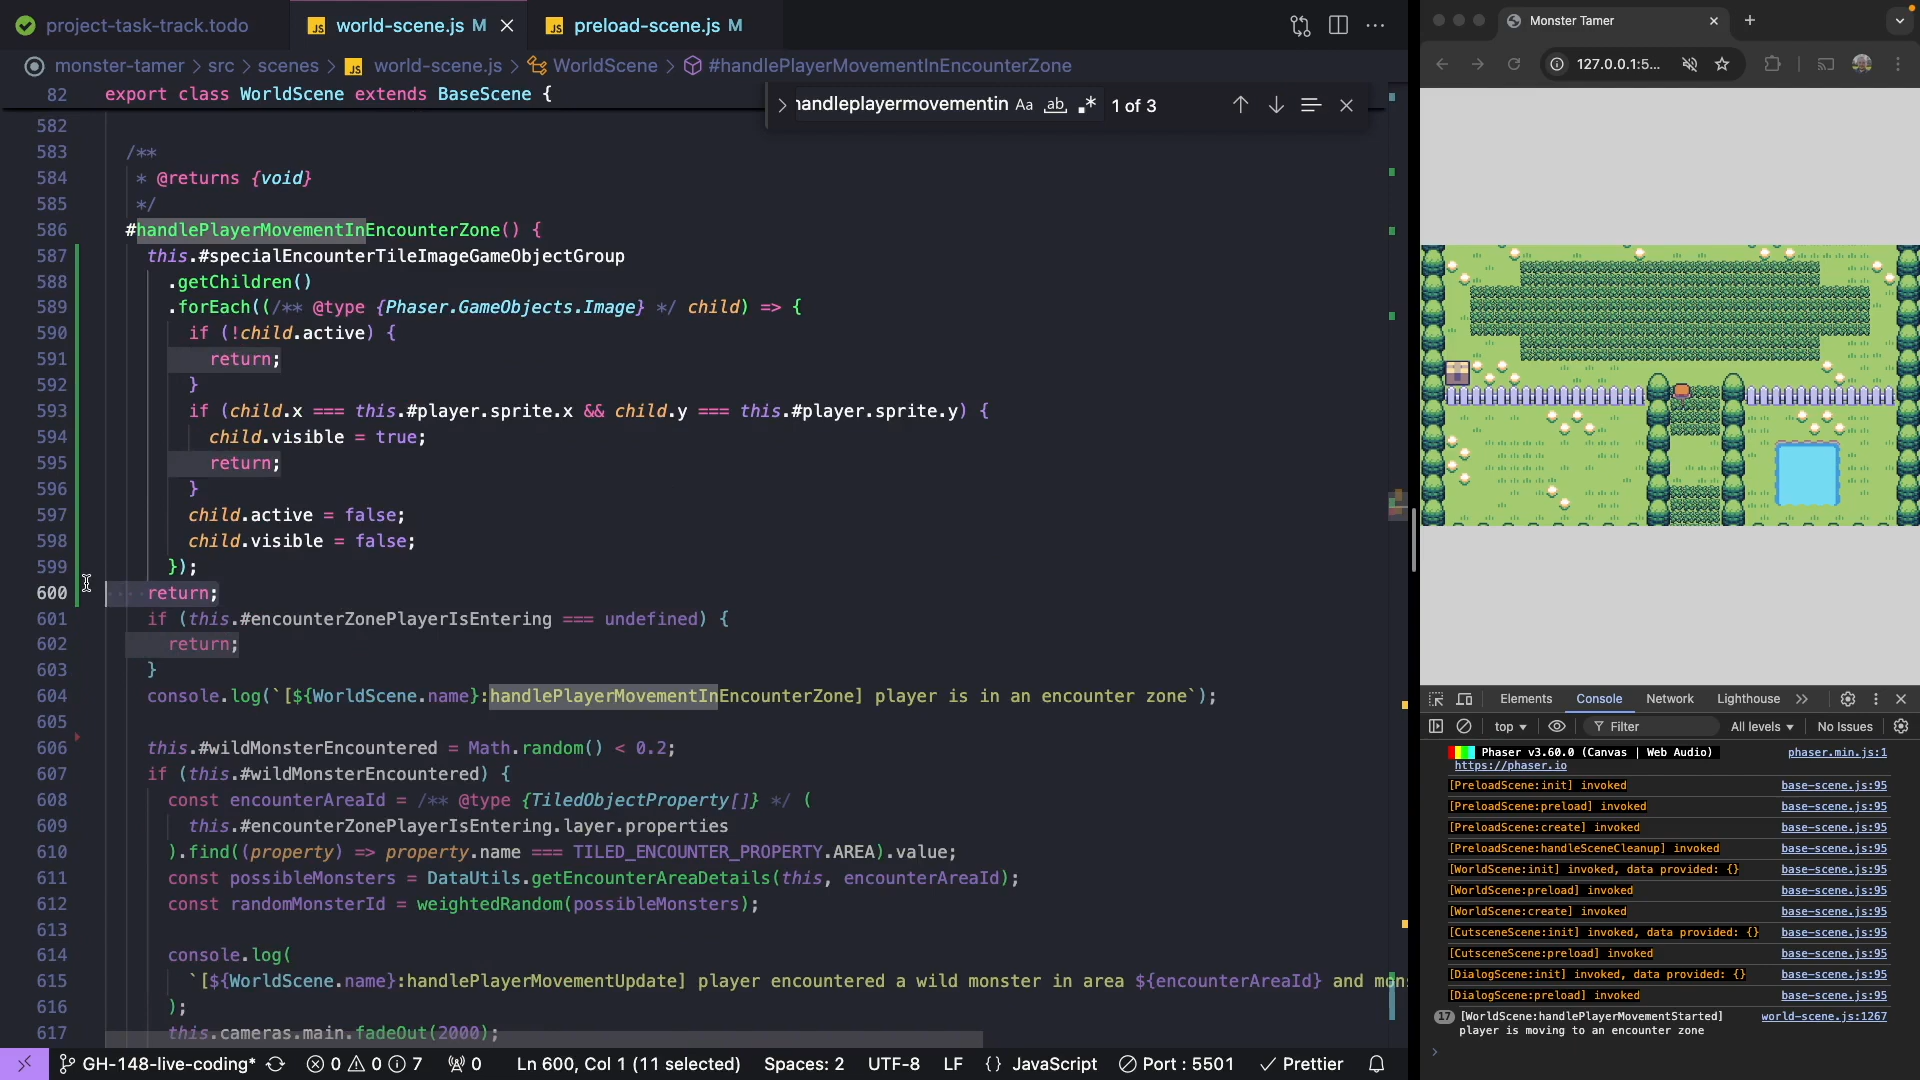 project-task-track.todo
JS world-scene.js M
JS preload-scene.js M
monster-tamer > src > scenes > JS world-scene.js > WorldScene > #handlePlayerMovementInEncounterZone
82 export class WorldScene extends BaseScene {
handleplayermovementin Aa ab 1 of 3
582
583 /**
584 * @returns {void}
585 */
586 #handlePlayerMovementInEncounterZone() {
587 this.#specialEncounterTileImageGameObjectGroup
588 .getChildren()
589 .forEach((/** @type {Phaser.GameObjects.Image} */ child) => {
590 if (!child.active) {
591 return;
592 }
593 if (child.x === this.#player.sprite.x && child.y === this.#player.sprite.y) {
594 child.visible = true;
595 return;
596 }
597 child.active = false;
598 child.visible = false;
599 });
600 return;
601 if (this.#encounterZonePlayerIsEntering === undefined) {
602 return;
603 }
604 console.log(`[${WorldScene.name}:handlePlayerMovementInEncounterZone] player is in an encounter zone`);
605
606 this.#wildMonsterEncountered = Math.random() < 0.2;
607 if (this.#wildMonsterEncountered) {
608 const encounterAreaId = /** @type {TiledObjectProperty[]} */ (
609 this.#encounterZonePlayerIsEntering.layer.properties
610 ).find((property) => property.name === TILED_ENCOUNTER_PROPERTY.AREA).value;
611 const possibleMonsters = DataUtils.getEncounterAreaDetails(this, encounterAreaId);
612 const randomMonsterId = weightedRandom(possibleMonsters);
613
614 console.log(
615 `[${WorldScene.name}:handlePlayerMovementUpdate] player encountered a wild monster in area ${encounterAreaId} and mons
616 );
617 this.cameras.main.fadeOut(2000);
GH-148-live-coding* 0 0 7 0 Ln 600, Col 1 (11 selected) Spaces: 2 UTF-8 LF {} JavaScript Port : 5501 Prettier
Monster Tamer
127.0.0.1:5...
Elements Console Network Lighthouse
top Filter All levels No Issues
Phaser v3.60.0 (Canvas | Web Audio) phaser.min.js:1
https://phaser.io
[PreloadScene:init] invoked base-scene.js:95
[PreloadScene:preload] invoked base-scene.js:95
[PreloadScene:create] invoked base-scene.js:95
[PreloadScene:handleSceneCleanup] invoked base-scene.js:95
[WorldScene:init] invoked, data provided: {} base-scene.js:95
[WorldScene:preload] invoked base-scene.js:95
[WorldScene:create] invoked base-scene.js:95
[CutsceneScene:init] invoked, data provided: {} base-scene.js:95
[CutsceneScene:preload] invoked base-scene.js:95
[DialogScene:init] invoked, data provided: {} base-scene.js:95
[DialogScene:preload] invoked base-scene.js:95
17 [WorldScene:handlePlayerMovementStarted] world-scene.js:1267
player is moving to an encounter zone